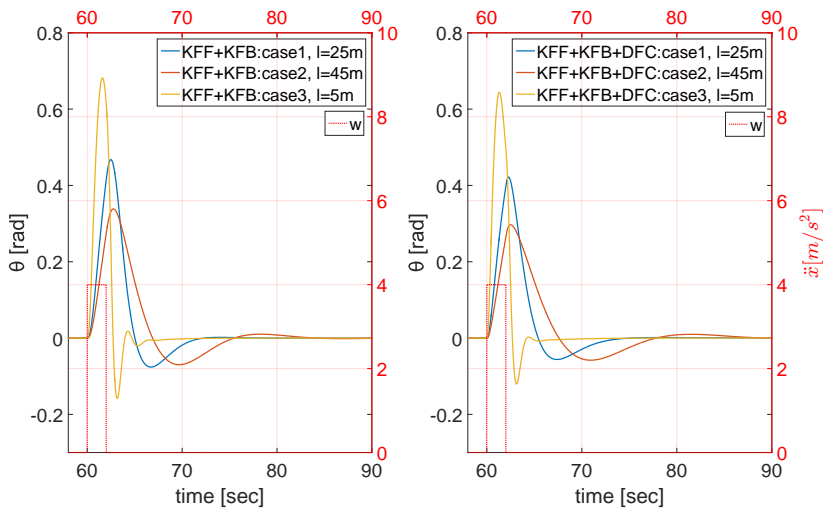 60 70 80 90
0.8
0.6
0.4
0.2
0
-0.2
θ [rad]
KFF+KFB:case1, l=25m
KFF+KFB:case2, l=45m
KFF+KFB:case3, l=5m
w
10
8
6
4
2
0
60 70 80 90
time [sec]
60 70 80 90
0.8
0.6
0.4
0.2
0
-0.2
θ [rad]
KFF+KFB+DFC:case1, l=25m
KFF+KFB+DFC:case2, l=45m
KFF+KFB+DFC:case3, l=5m
w
10
8
6
4
2
0
ẍ[m/s²]
60 70 80 90
time [sec]